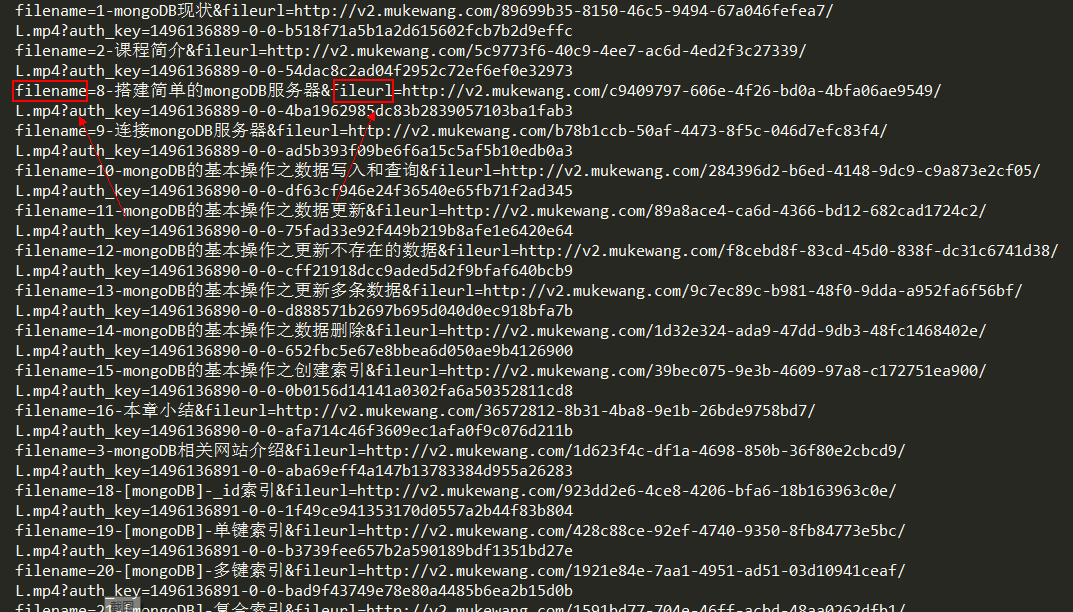 filename=1-mongoDB现状&fileurl=http://v2.mukewang.com/89699b35-8150-46c5-9494-67a046fefea7/
L.mp4?auth_key=1496136889-0-0-b518f71a5b1a2d615602fcb7b2d9effc
filename=2-课程简介&fileurl=http://v2.mukewang.com/5c9773f6-40c9-4ee7-ac6d-4ed2f3c27339/
L.mp4?auth_key=1496136889-0-0-54dac8c2ad04f2952c72ef6ef0e32973
filename=8-搭建简单的mongoDB服务器&fileurl=http://v2.mukewang.com/c9409797-606e-4f26-bd0a-4bfa06ae9549/
L.mp4?auth_key=1496136889-0-0-4ba1962985dc83b2839057103ba1fab3
filename=9-连接mongoDB服务器&fileurl=http://v2.mukewang.com/b78b1ccb-50af-4473-8f5c-046d7efc83f4/
L.mp4?auth_key=1496136889-0-0-ad5b393f09be6f6a15c5af5b10edb0a3
filename=10-mongoDB的基本操作之数据写入和查询&fileurl=http://v2.mukewang.com/284396d2-b6ed-4148-9dc9-c9a873e2cf05/
L.mp4?auth_key=1496136890-0-0-df63cf946e24f36540e65fb71f2ad345
filename=11-mongoDB的基本操作之数据更新&fileurl=http://v2.mukewang.com/89a8ace4-ca6d-4366-bd12-682cad1724c2/
L.mp4?auth_key=1496136890-0-0-75fad33e92f449b219b8afe1e6420e64
filename=12-mongoDB的基本操作之更新不存在的数据&fileurl=http://v2.mukewang.com/f8cebd8f-83cd-45d0-838f-dc31c6741d38/
L.mp4?auth_key=1496136890-0-0-cff21918dcc9aded5d2f9bfaf640bcb9
filename=13-mongoDB的基本操作之更新多条数据&fileurl=http://v2.mukewang.com/9c7ec89c-b981-48f0-9dda-a952fa6f56bf/
L.mp4?auth_key=1496136890-0-0-d888571b2697b695d040d0ec918bfa7b
filename=14-mongoDB的基本操作之数据删除&fileurl=http://v2.mukewang.com/1d32e324-ada9-47dd-9db3-48fc1468402e/
L.mp4?auth_key=1496136890-0-0-652fbc5e67e8bbea6d050ae9b4126900
filename=15-mongoDB的基本操作之创建索引&fileurl=http://v2.mukewang.com/39bec075-9e3b-4609-97a8-c172751ea900/
L.mp4?auth_key=1496136890-0-0-0b0156d14141a0302fa6a50352811cd8
filename=16-本章小结&fileurl=http://v2.mukewang.com/36572812-8b31-4ba8-9e1b-26bde9758bd7/
L.mp4?auth_key=1496136890-0-0-afa714c46f3609ec1afa0f9c076d211b
filename=3-mongoDB相关网站介绍&fileurl=http://v2.mukewang.com/1d623f4c-df1a-4698-850b-36f80e2cbcd9/
L.mp4?auth_key=1496136891-0-0-aba69eff4a147b13783384d955a26283
filename=18-[mongoDB]-_id索引&fileurl=http://v2.mukewang.com/923dd2e6-4ce8-4206-bfa6-18b163963c0e/
L.mp4?auth_key=1496136891-0-0-1f49ce941353170d0557a2b44f83b804
filename=19-[mongoDB]-单键索引&fileurl=http://v2.mukewang.com/428c88ce-92ef-4740-9350-8fb84773e5bc/
L.mp4?auth_key=1496136891-0-0-b3739fee657b2a590189bdf1351bd27e
filename=20-[mongoDB]-多键索引&fileurl=http://v2.mukewang.com/1921e84e-7aa1-4951-ad51-03d10941ceaf/
L.mp4?auth_key=1496136891-0-0-bad9f43749e78e80a4485b6ea2b15d0b
filename=21-[mongoDB]-复合索引&fileurl=http://v2.mukewang.com/1591bd77-704e-46ff-acbd-48aa0262dfb1/